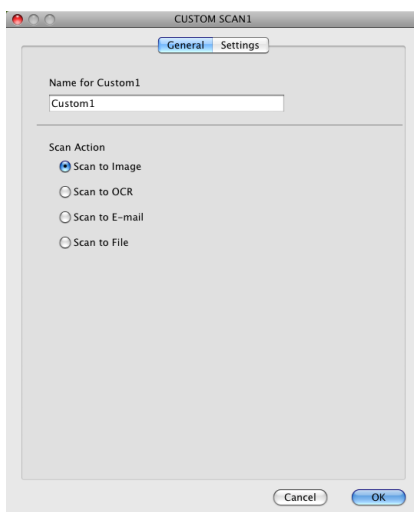 CUSTOM SCAN1
General Settings
Name for Custom1
Custom1
Scan Action
Scan to Image
Scan to OCR
Scan to E-mail
Scan to File
Cancel OK